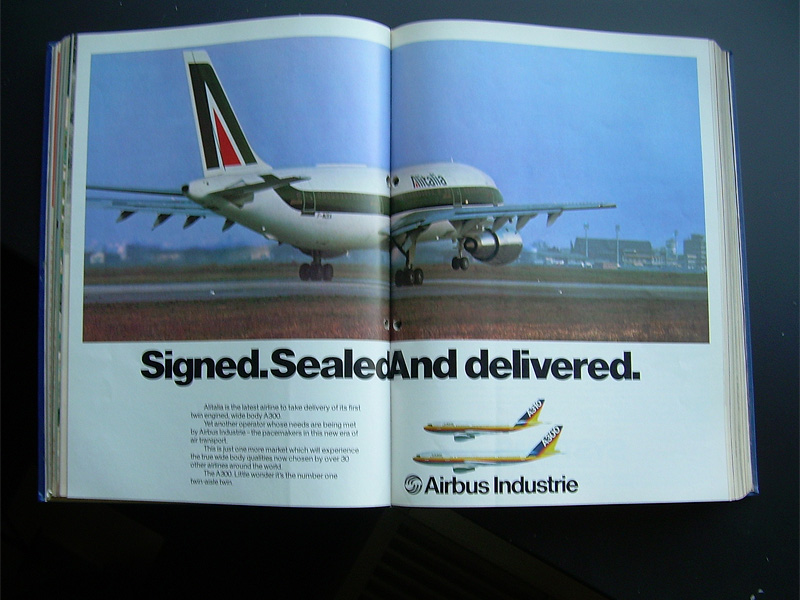 Alitalia
Signed. Sealed And delivered.
Alitalia is the latest airline to take delivery of its first
twin engined, wide body A300.
Yet another operator whose needs are being met
by Airbus Industrie – the pacemakers in this new era of
air transport.
This is just one more market which will experience
the true wide body qualities now chosen by over 30
other airlines around the world.
The A300. Little wonder it's the number one
twin-aisle twin.
A310
A300
Airbus Industrie